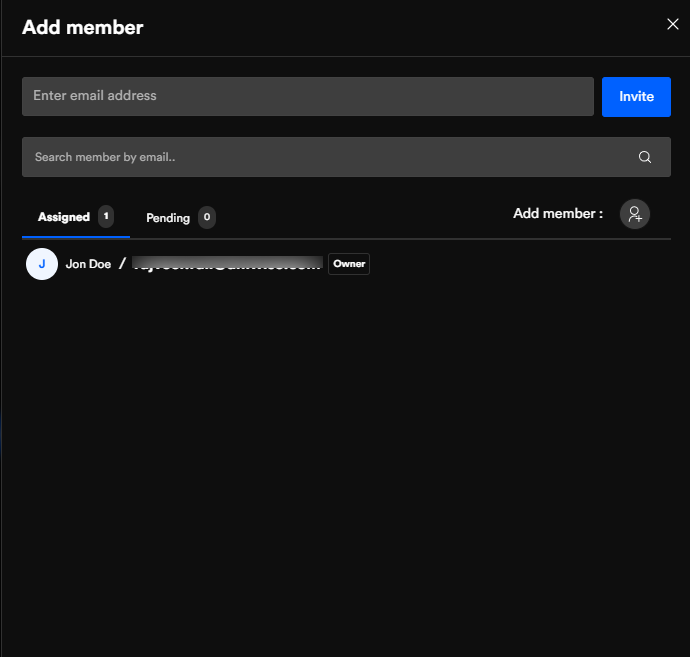 Add member
Enter email address
Invite
Search member by email..
Assigned 1
Pending 0
Add member :
J Jon Doe / Owner